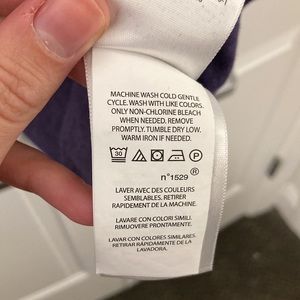 MACHINE WASH COLD GENTLE
CYCLE. WASH WITH LIKE COLORS.
ONLY NON-CHLORINE BLEACH
WHEN NEEDED. REMOVE
PROMPTLY. TUMBLE DRY LOW.
WARM IRON IF NEEDED.
30 P
n°1529 ®
LAVER AVEC DES COULEURS
SEMBLABLES. RETIRER
RAPIDEMENT DE LA MACHINE.
LAVARE CON COLORI SIMILI.
RIMUOVERE PRONTAMENTE.
LAVAR CON COLORES SIMILARES.
RETIRAR RÁPIDAMENTE DE LA
LAVADORA.